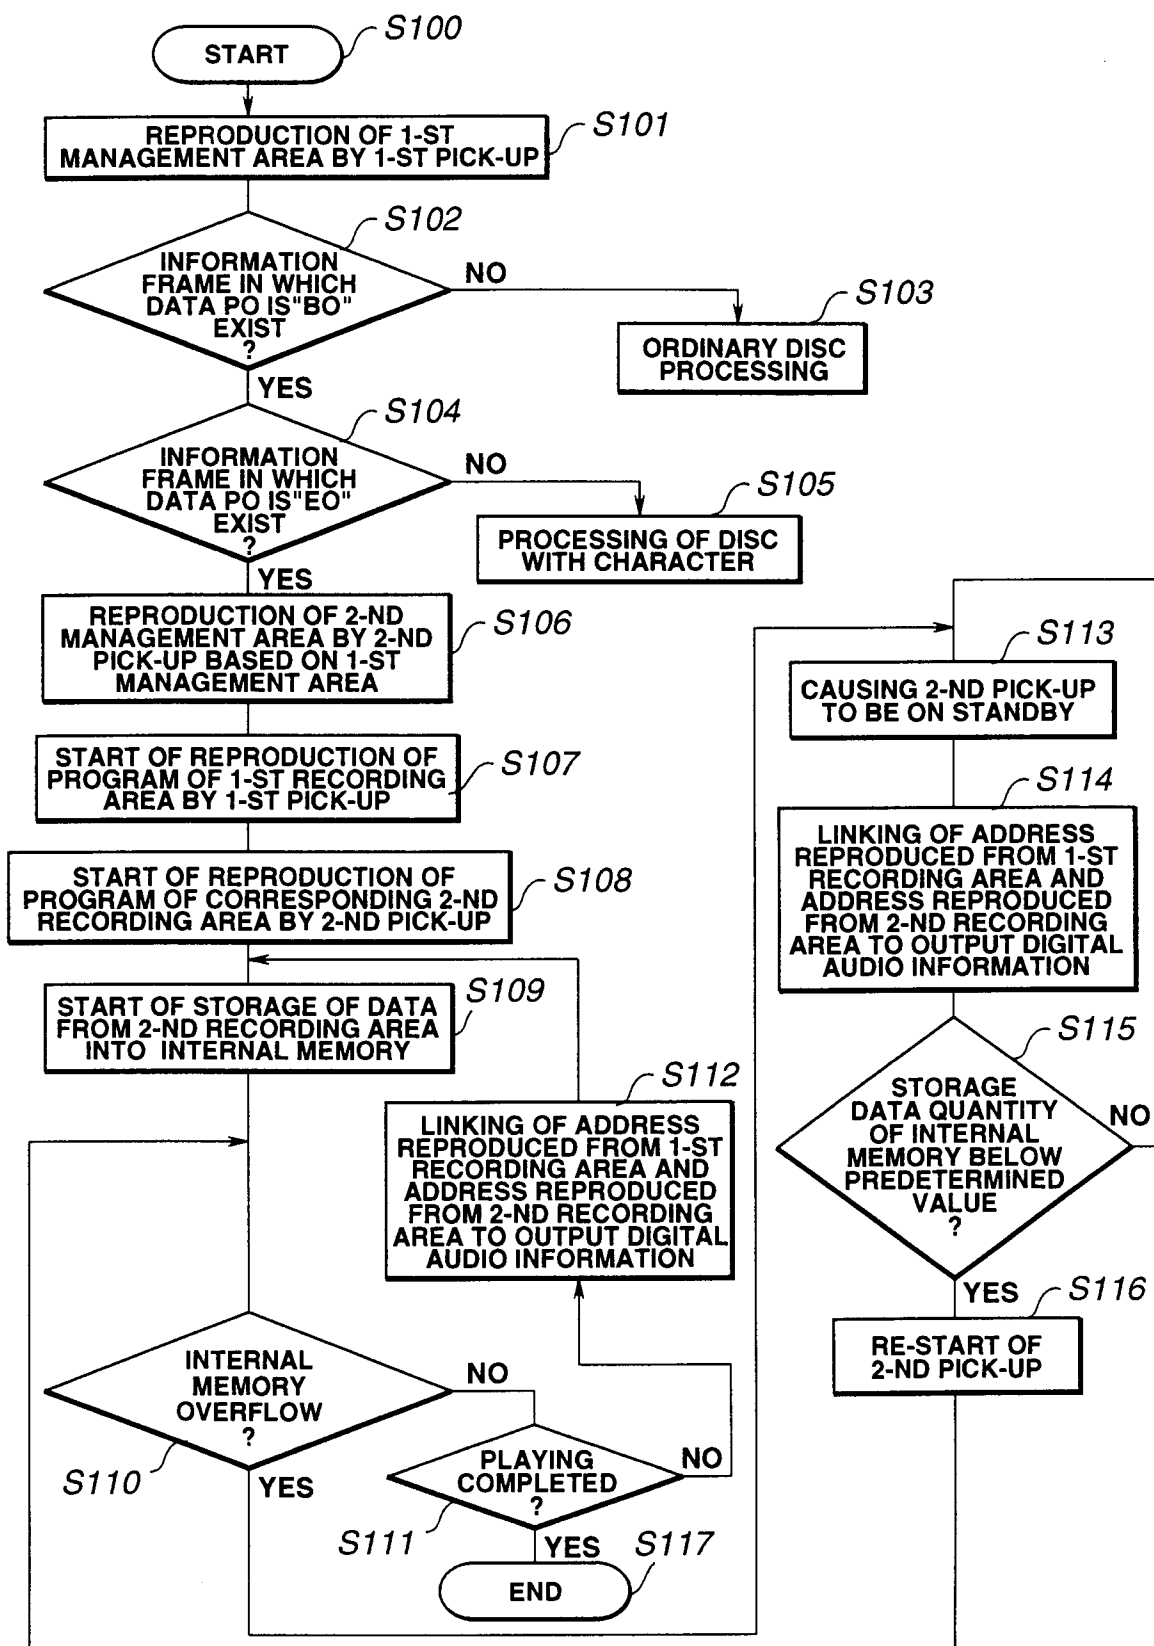 S100
START
S101
REPRODUCTION OF 1-ST
MANAGEMENT AREA BY 1-ST PICK-UP
S102
INFORMATION
FRAME IN WHICH
DATA PO IS"BO"
EXIST
?
NO
YES
S103
ORDINARY DISC
PROCESSING
S104
INFORMATION
FRAME IN WHICH
DATA PO IS"EO"
EXIST
?
NO
YES
S105
PROCESSING OF DISC
WITH CHARACTER
S106
REPRODUCTION OF 2-ND
MANAGEMENT AREA BY 2-ND
PICK-UP BASED ON 1-ST
MANAGEMENT AREA
S107
START OF REPRODUCTION OF
PROGRAM OF 1-ST RECORDING
AREA BY 1-ST PICK-UP
S108
START OF REPRODUCTION OF
PROGRAM OF CORRESPONDING 2-ND
RECORDING AREA BY 2-ND PICK-UP
S109
START OF STORAGE OF DATA
FROM 2-ND RECORDING AREA
INTO INTERNAL MEMORY
S112
LINKING OF ADDRESS
REPRODUCED FROM 1-ST
RECORDING AREA AND
ADDRESS REPRODUCED
FROM 2-ND RECORDING
AREA TO OUTPUT DIGITAL
AUDIO INFORMATION
INTERNAL
MEMORY
OVERFLOW
?
NO
S110
YES
PLAYING
COMPLETED
?
NO
S111
YES
S117
END
S113
CAUSING 2-ND PICK-UP
TO BE ON STANDBY
S114
LINKING OF ADDRESS
REPRODUCED FROM 1-ST
RECORDING AREA AND
ADDRESS REPRODUCED
FROM 2-ND RECORDING
AREA TO OUTPUT DIGITAL
AUDIO INFORMATION
S115
STORAGE
DATA QUANTITY
OF INTERNAL
MEMORY BELOW
PREDETERMINED
VALUE
?
NO
YES
S116
RE-START OF
2-ND PICK-UP